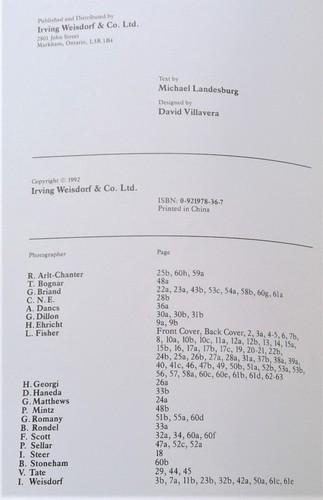 Published and Distributed by
Irving Weisdorf & Co. Ltd.
2801 John Street
Markham, Ontario, L3R 1B4
Text by
Michael Landesburg
Designed by
David Villavera
Copyright © 1992
Irving Weisdorf & Co. Ltd.
ISBN: 0-921978-36-7
Printed in China
Photographer Page
R. Arlt-Chanter 25b, 60h, 59a
T. Bognar 48a
G. Briand 22a, 23a, 43b, 53c, 54a, 58b, 60g, 61a
C. N. E. 28b
A. Dancs 36a
G. Dillon 30a, 30b, 31b
H. Ehricht 9a, 9b
L. Fisher Front Cover, Back Cover, 2, 3a, 4-5, 6, 7b,
8, 10a, 10b, 10c, 11a, 12a, 12b, 13, 14, 15a,
15b, 16, 17a, 17b, 17c, 19, 20-21, 22b,
24b, 25a, 26b, 27a, 28a, 31a, 37b, 38a, 39a,
40, 41c, 46, 47b, 49, 50b, 51a, 52b, 53a, 53b,
56, 57, 58a, 60c, 60e, 61b, 61d, 62-63
H. Georgi 26a
D. Haneda 33b
G. Matthews 24a
P. Mintz 48b
G. Romany 51b, 55a, 60d
B. Rondel 33a
F. Scott 32a, 34, 60a, 60f
P. Sellar 47a, 52c, 52a
I. Steer 18
B. Stoneham 60b
V. Tate 29, 44, 45
I. Weisdorf 3b, 7a, 11b, 23b, 32b, 42a, 50a, 61c, 61e